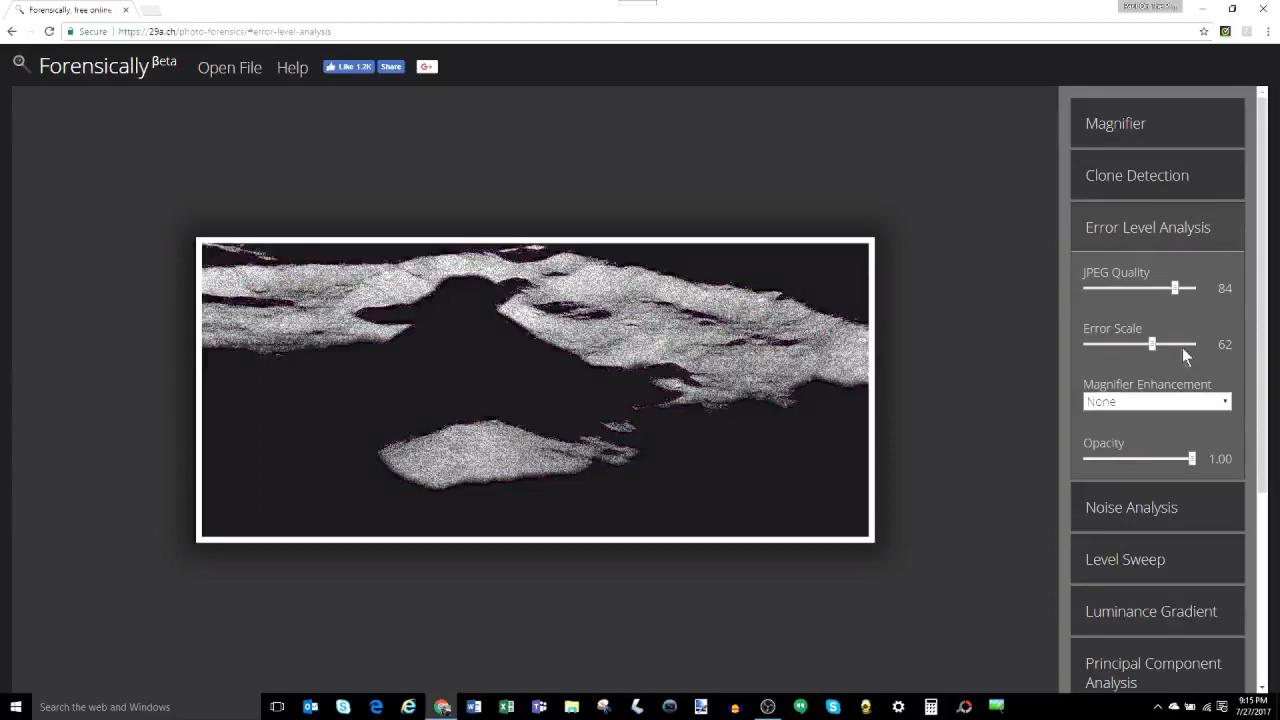 Forensically, free online
Secure https://29a.ch/photo-forensics/#error-level-analysis
Forensically Beta
Open File
Help
Like 1.2K
Share
G+
Magnifier
Clone Detection
Error Level Analysis
JPEG Quality
84
Error Scale
62
Magnifier Enhancement
None
Opacity
1.00
Noise Analysis
Level Sweep
Luminance Gradient
Principal Component
Analysis
Search the web and Windows
9:15 PM
7/27/2017